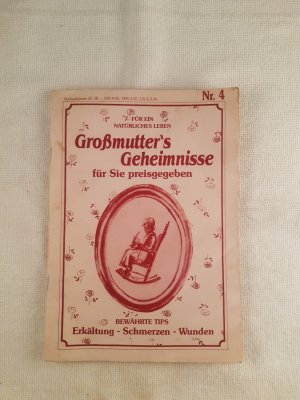 Nr. 4
FÜR EIN
NATÜRLICHES LEBEN
Großmutter's
Geheimnisse
für Sie preisgegeben
BEWÄHRTE TIPS
Erkältung - Schmerzen - Wunden